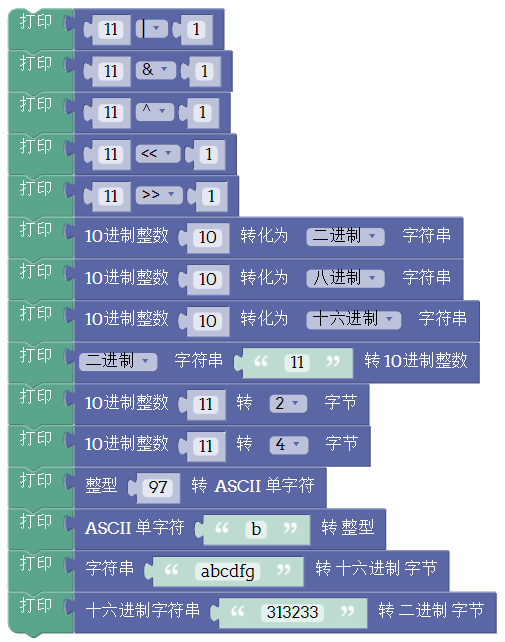 打印 11 | 1
打印 11 & 1
打印 11 ^ 1
打印 11 << 1
打印 11 >> 1
打印 10进制整数 10 转化为 二进制 字符串
打印 10进制整数 10 转化为 八进制 字符串
打印 10进制整数 10 转化为 十六进制 字符串
打印 二进制 字符串 “ 11 ” 转 10进制整数
打印 10进制整数 11 转 2 字节
打印 10进制整数 11 转 4 字节
打印 整型 97 转 ASCII 单字符
打印 ASCII 单字符 “ b ” 转 整型
打印 字符串 “ abcdfg ” 转 十六进制 字节
打印 十六进制字符串 “ 313233 ” 转 二进制 字节